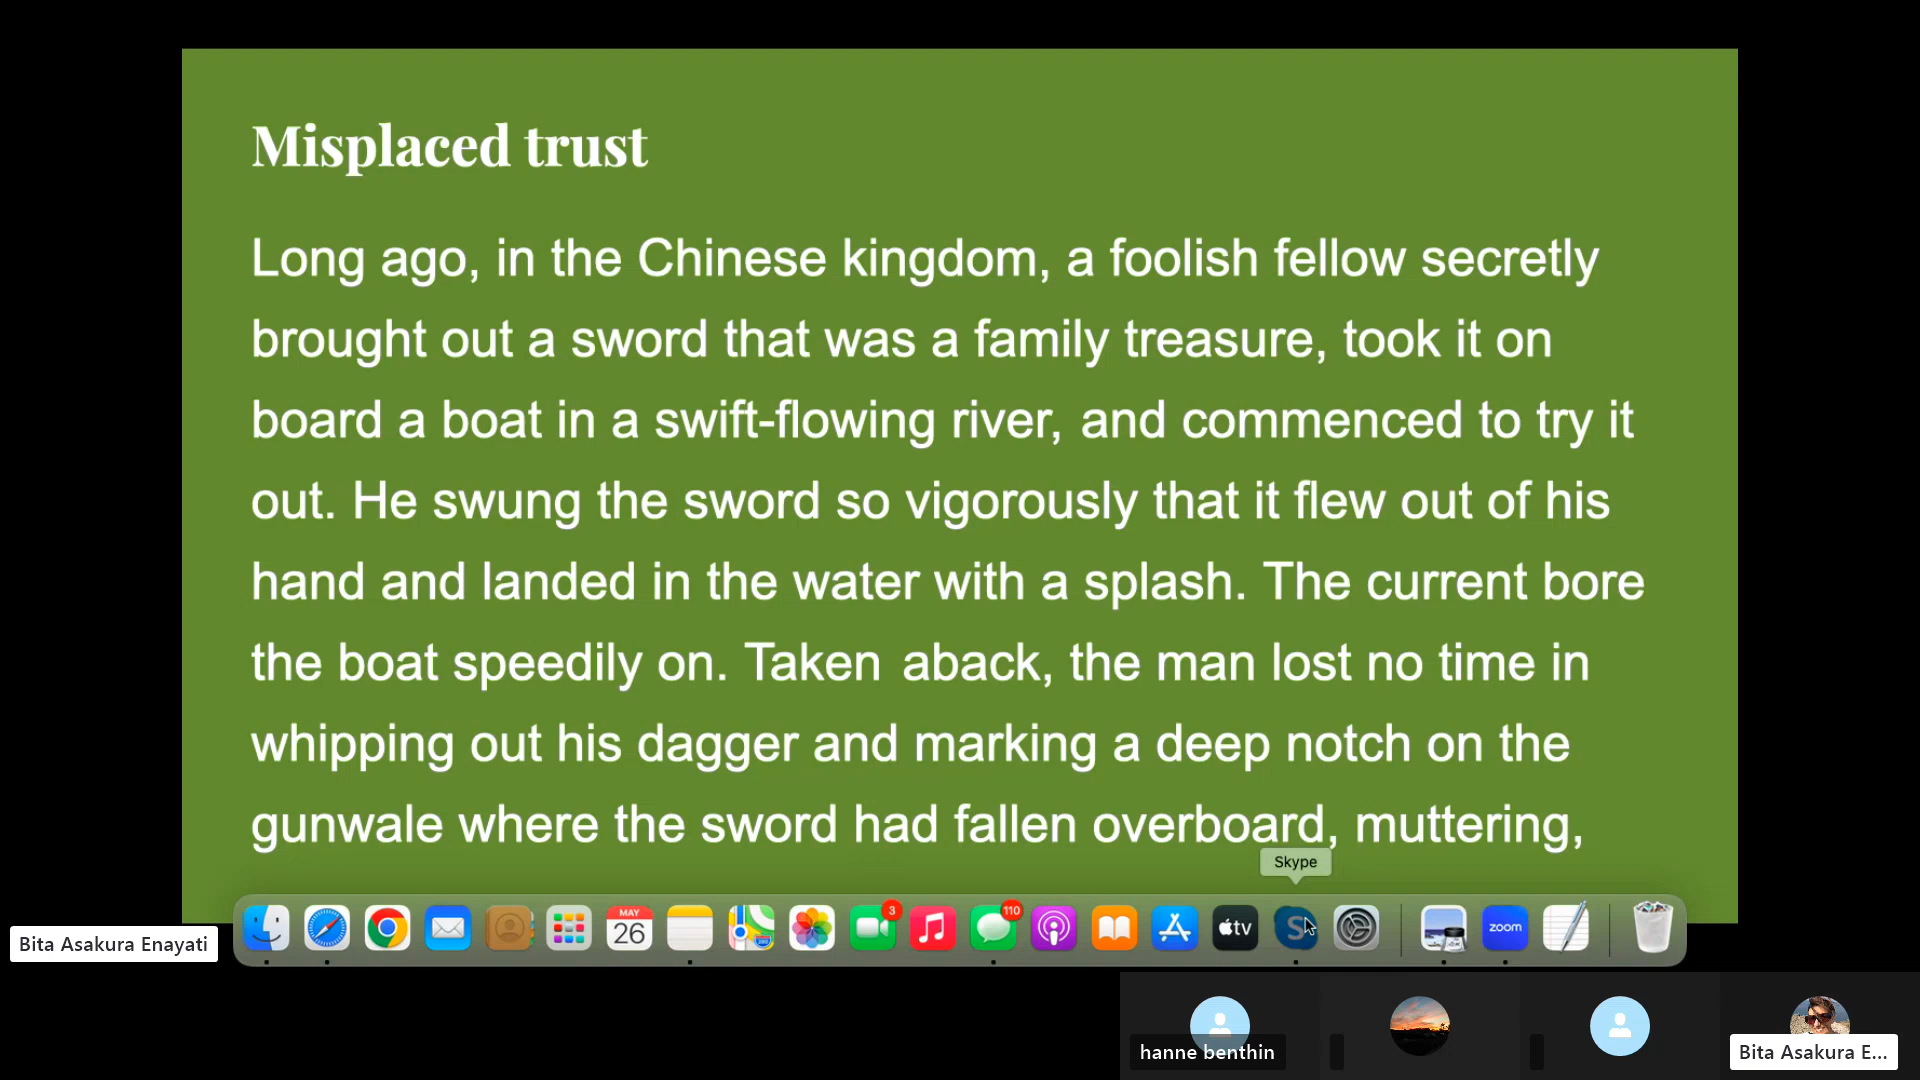 Misplaced trust
Long ago, in the Chinese kingdom, a foolish fellow secretly
brought out a sword that was a family treasure, took it on
board a boat in a swift-flowing river, and commenced to try it
out. He swung the sword so vigorously that it flew out of his
hand and landed in the water with a splash. The current bore
the boat speedily on. Taken aback, the man lost no time in
whipping out his dagger and marking a deep notch on the
gunwale where the sword had fallen overboard, muttering,
Skype
MAY
26
3
110
tv
S
zoom
Bita Asakura Enayati
hanne benthin
Bita Asakura E...